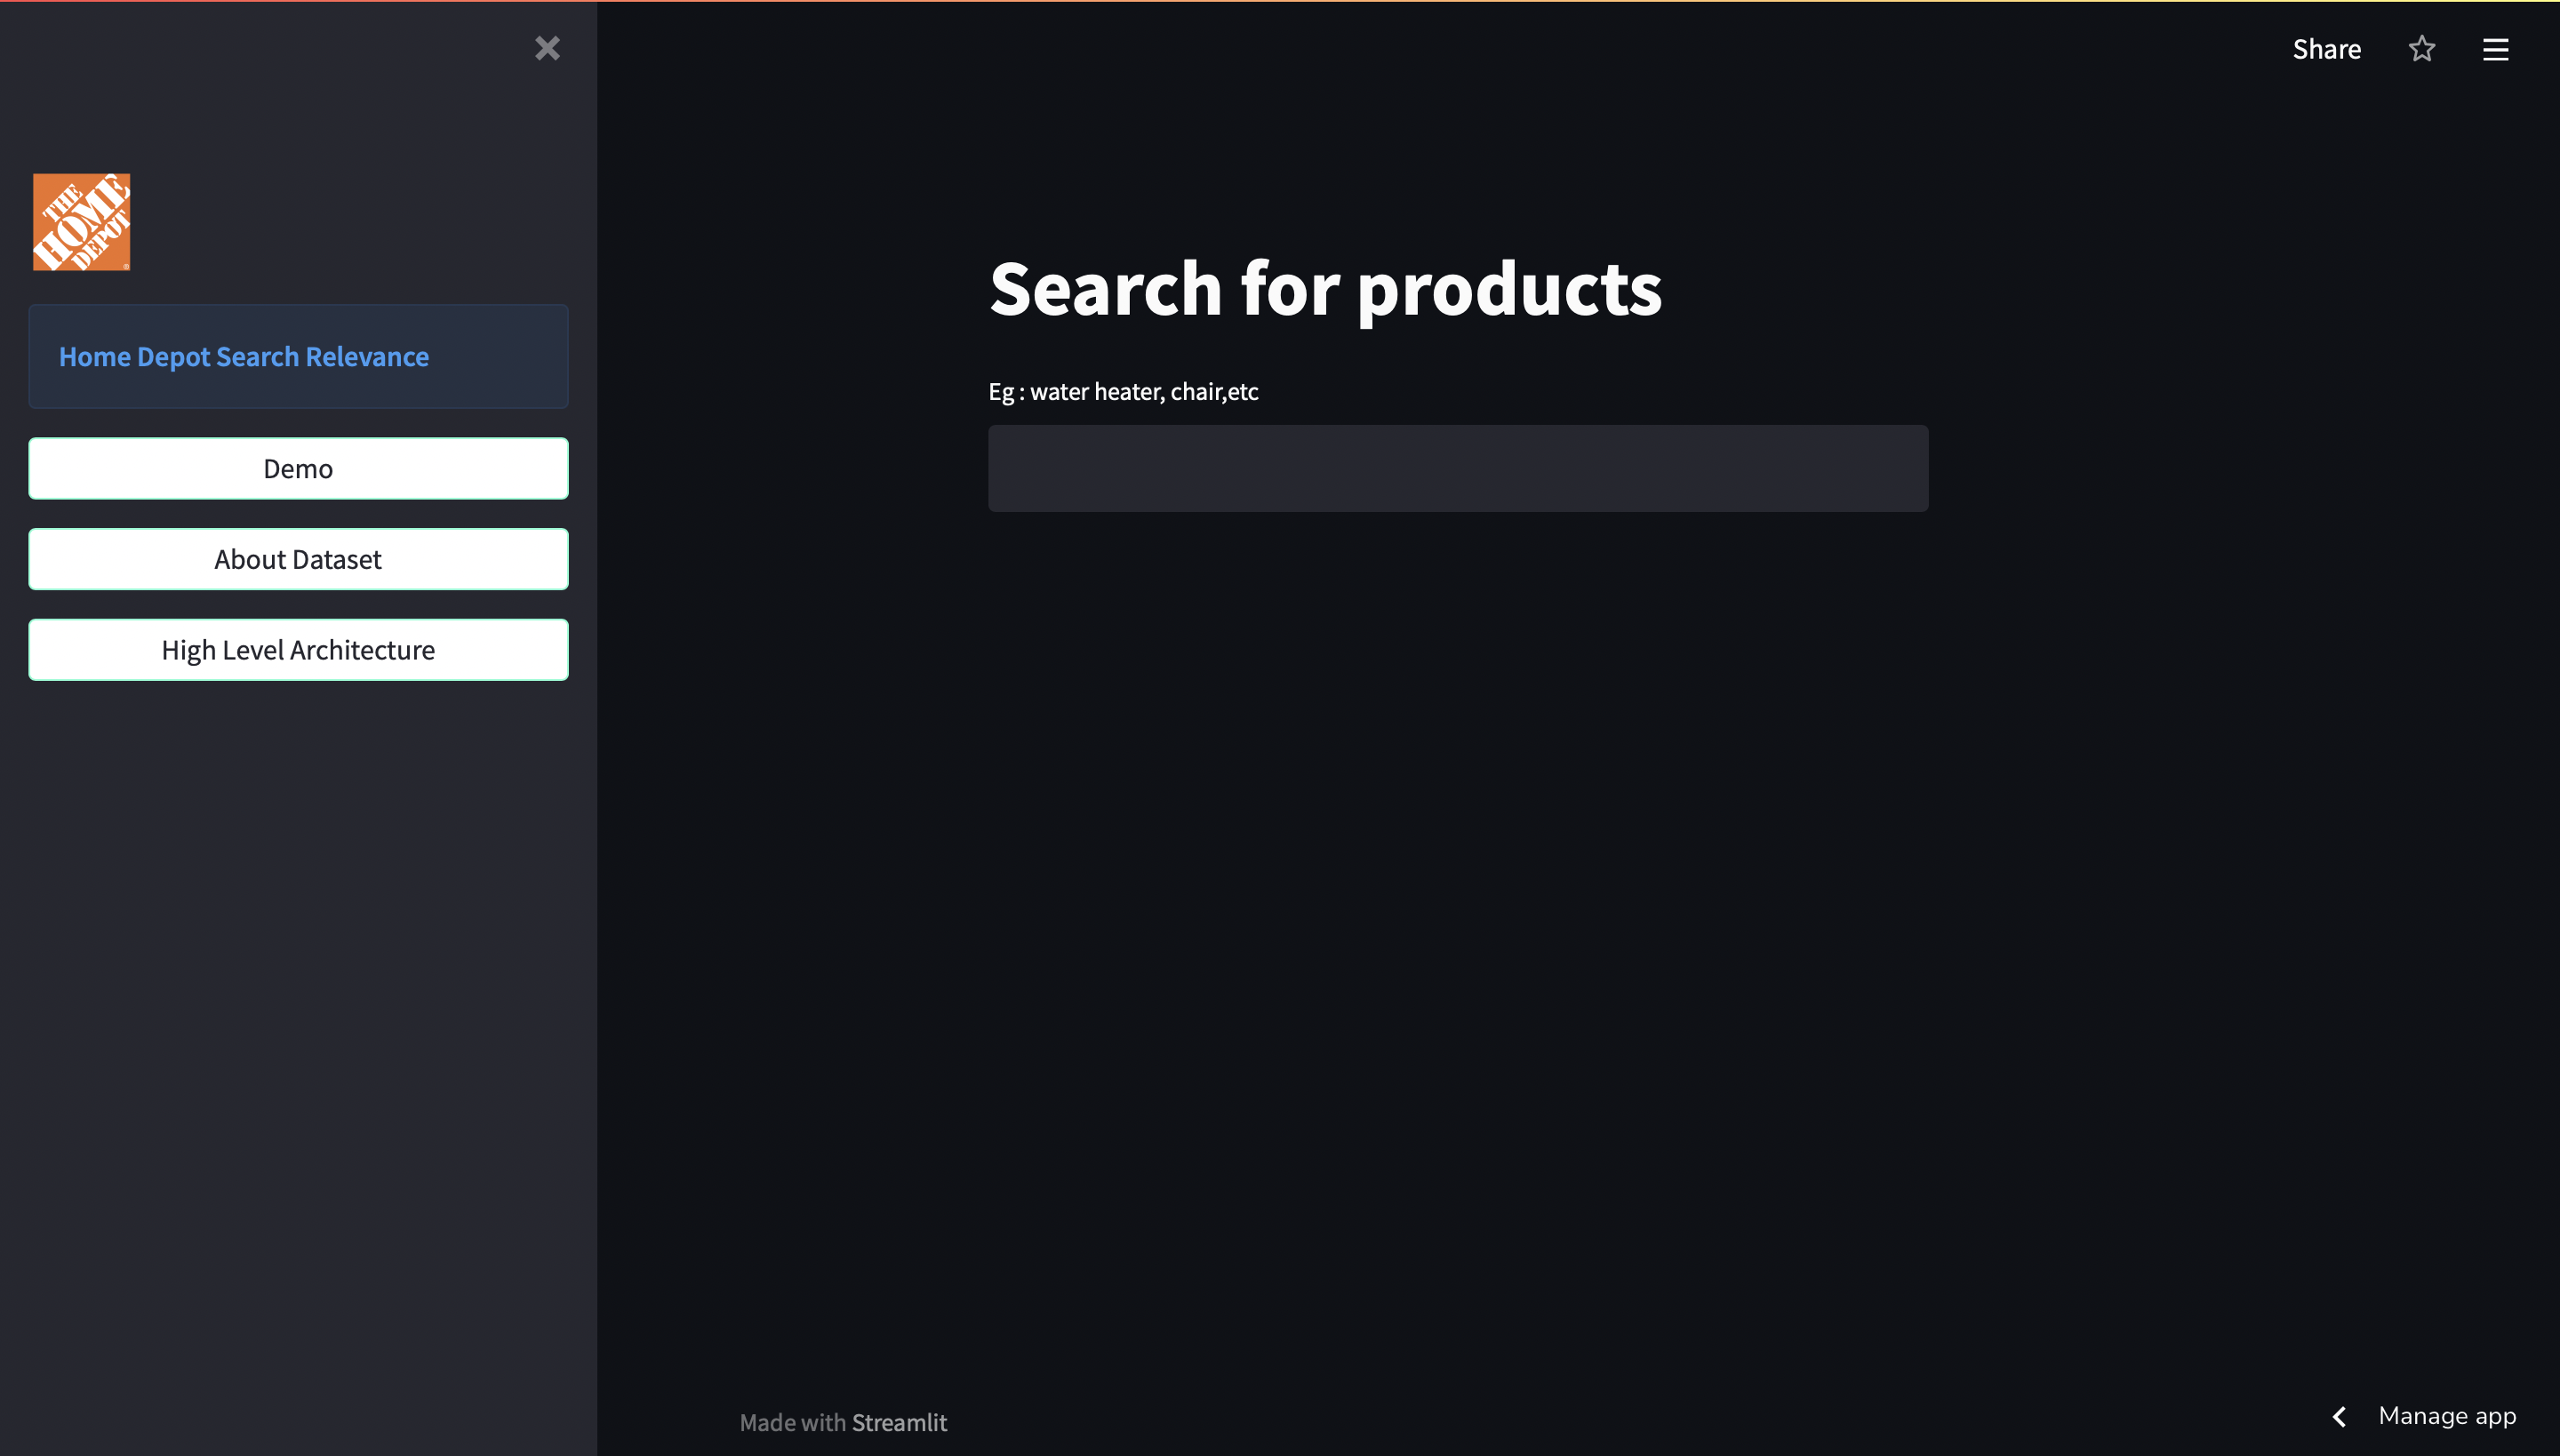 Share
THE
HOME
DEPOT
Home Depot Search Relevance
Demo
About Dataset
High Level Architecture
Search for products
Eg : water heater, chair,etc
Made with Streamlit
Manage app